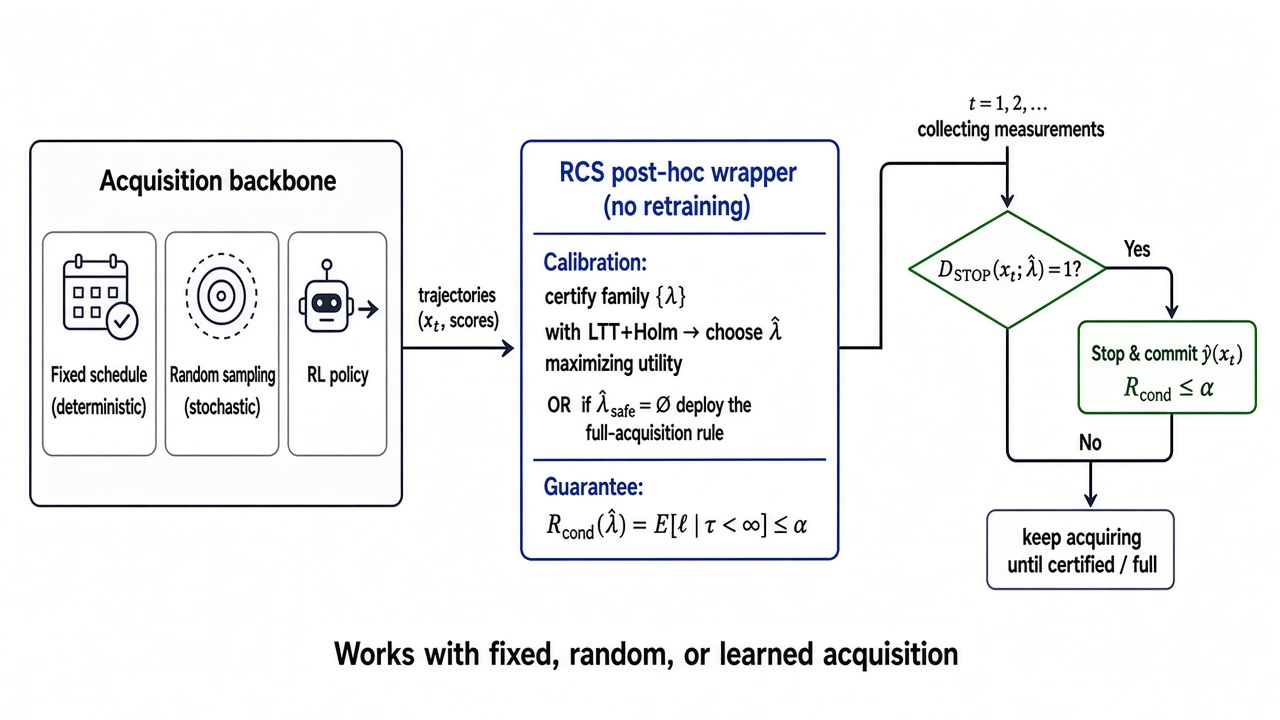 Acquisition backbone
Fixed schedule
(deterministic)
Random sampling
(stochastic)
RL policy
trajectories
(xₜ, scores)
RCS post-hoc wrapper
(no retraining)
Calibration:
certify family {λ}
with LTT+Holm → choose λ̂
maximizing utility
OR if λ̂_safe = Ø deploy the
full-acquisition rule
Guarantee:
R_cond(λ̂) = E[ℓ | τ < ∞] ≤ α
t = 1, 2, …
collecting measurements
D_STOP(xₜ; λ̂) = 1?
Yes
Stop & commit ŷ(xₜ)
R_cond ≤ α
No
keep acquiring
until certified / full
Works with fixed, random, or learned acquisition